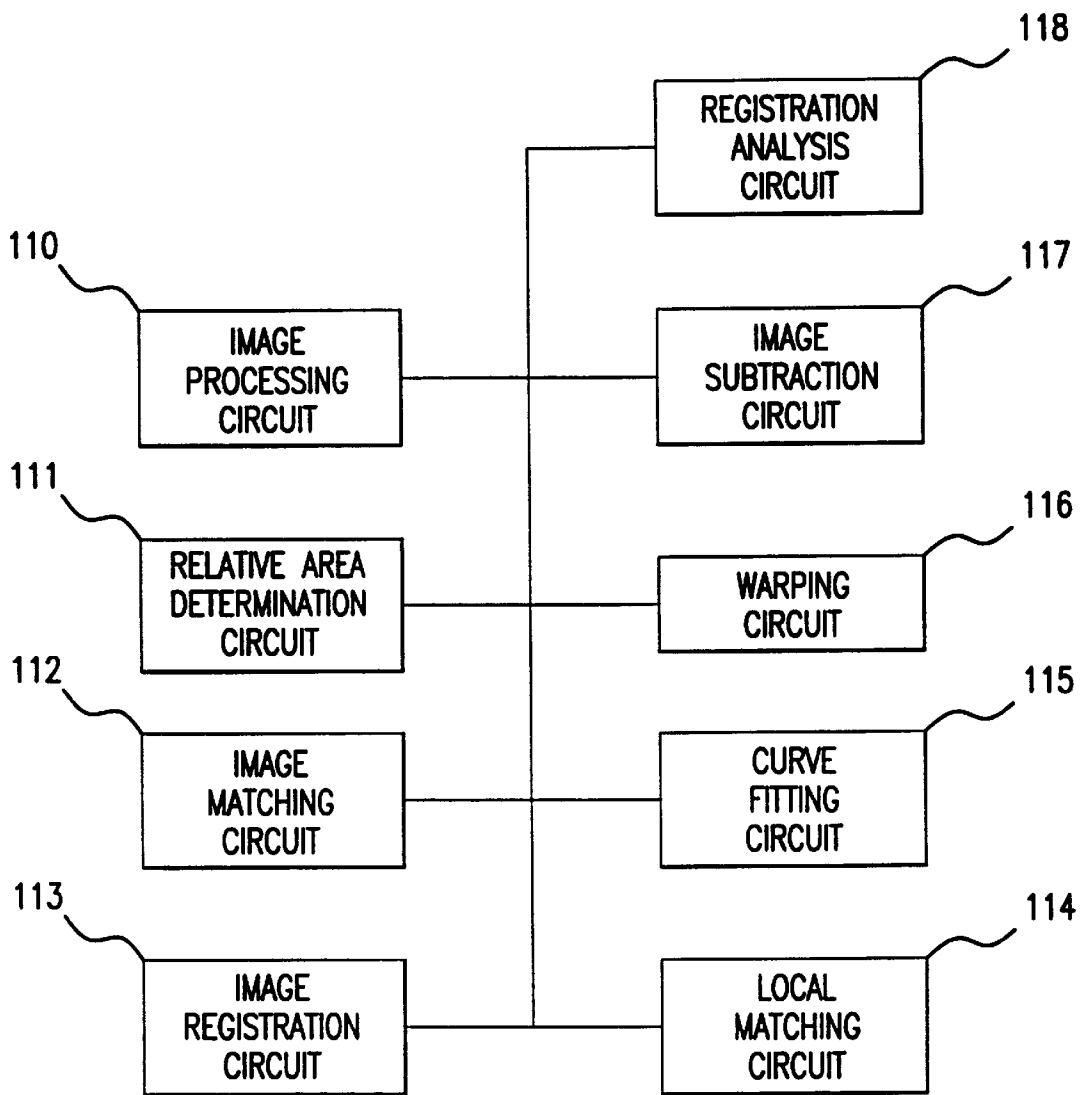 118
REGISTRATION
ANALYSIS
CIRCUIT
110
IMAGE
PROCESSING
CIRCUIT
117
IMAGE
SUBTRACTION
CIRCUIT
111
RELATIVE AREA
DETERMINATION
CIRCUIT
116
WARPING
CIRCUIT
112
IMAGE
MATCHING
CIRCUIT
115
CURVE
FITTING
CIRCUIT
113
IMAGE
REGISTRATION
CIRCUIT
114
LOCAL
MATCHING
CIRCUIT